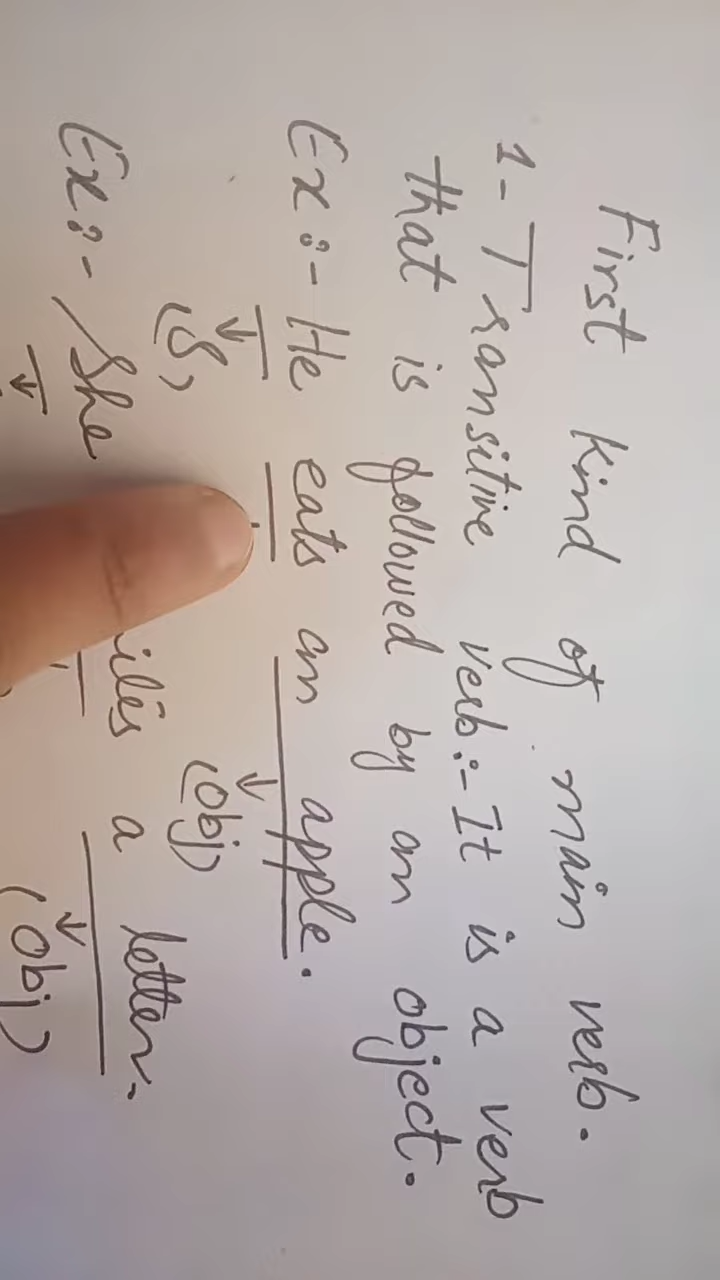 First kind of main verb.
1- Transitive verb:- It is a verb
that is followed by an object.
Ex:- He eats an apple.
(S) (Obj)
Ex:- She a letter.
(Obj)